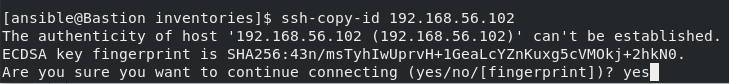 [ansible@Bastion inventories]$ ssh-copy-id 192.168.56.102
The authenticity of host '192.168.56.102 (192.168.56.102)' can't be established.
ECDSA key fingerprint is SHA256:43n/msTyhIwUprvH+1GeaLcYZnKuxg5cVMOkj+2hkN0.
Are you sure you want to continue connecting (yes/no/[fingerprint])? yes